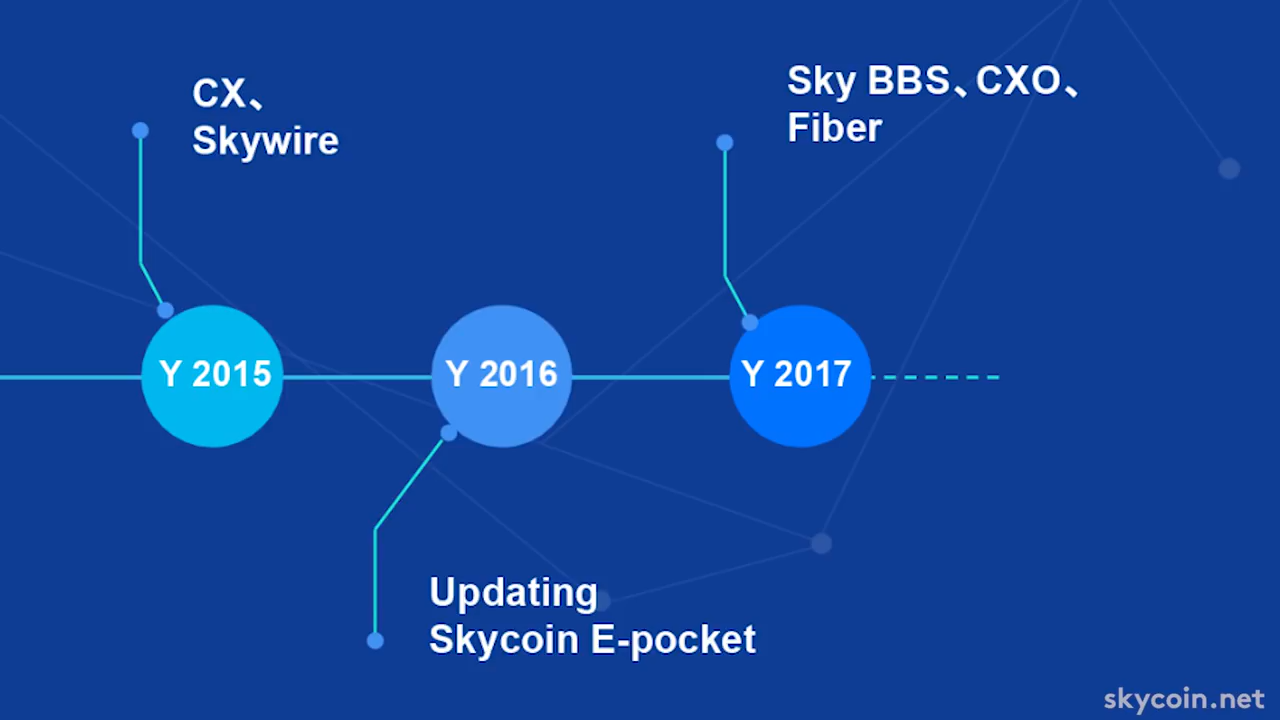 CX、
Skywire
Sky BBS、CXO、
Fiber
Y 2015
Y 2016
Y 2017
Updating
Skycoin E-pocket
skycoin.net